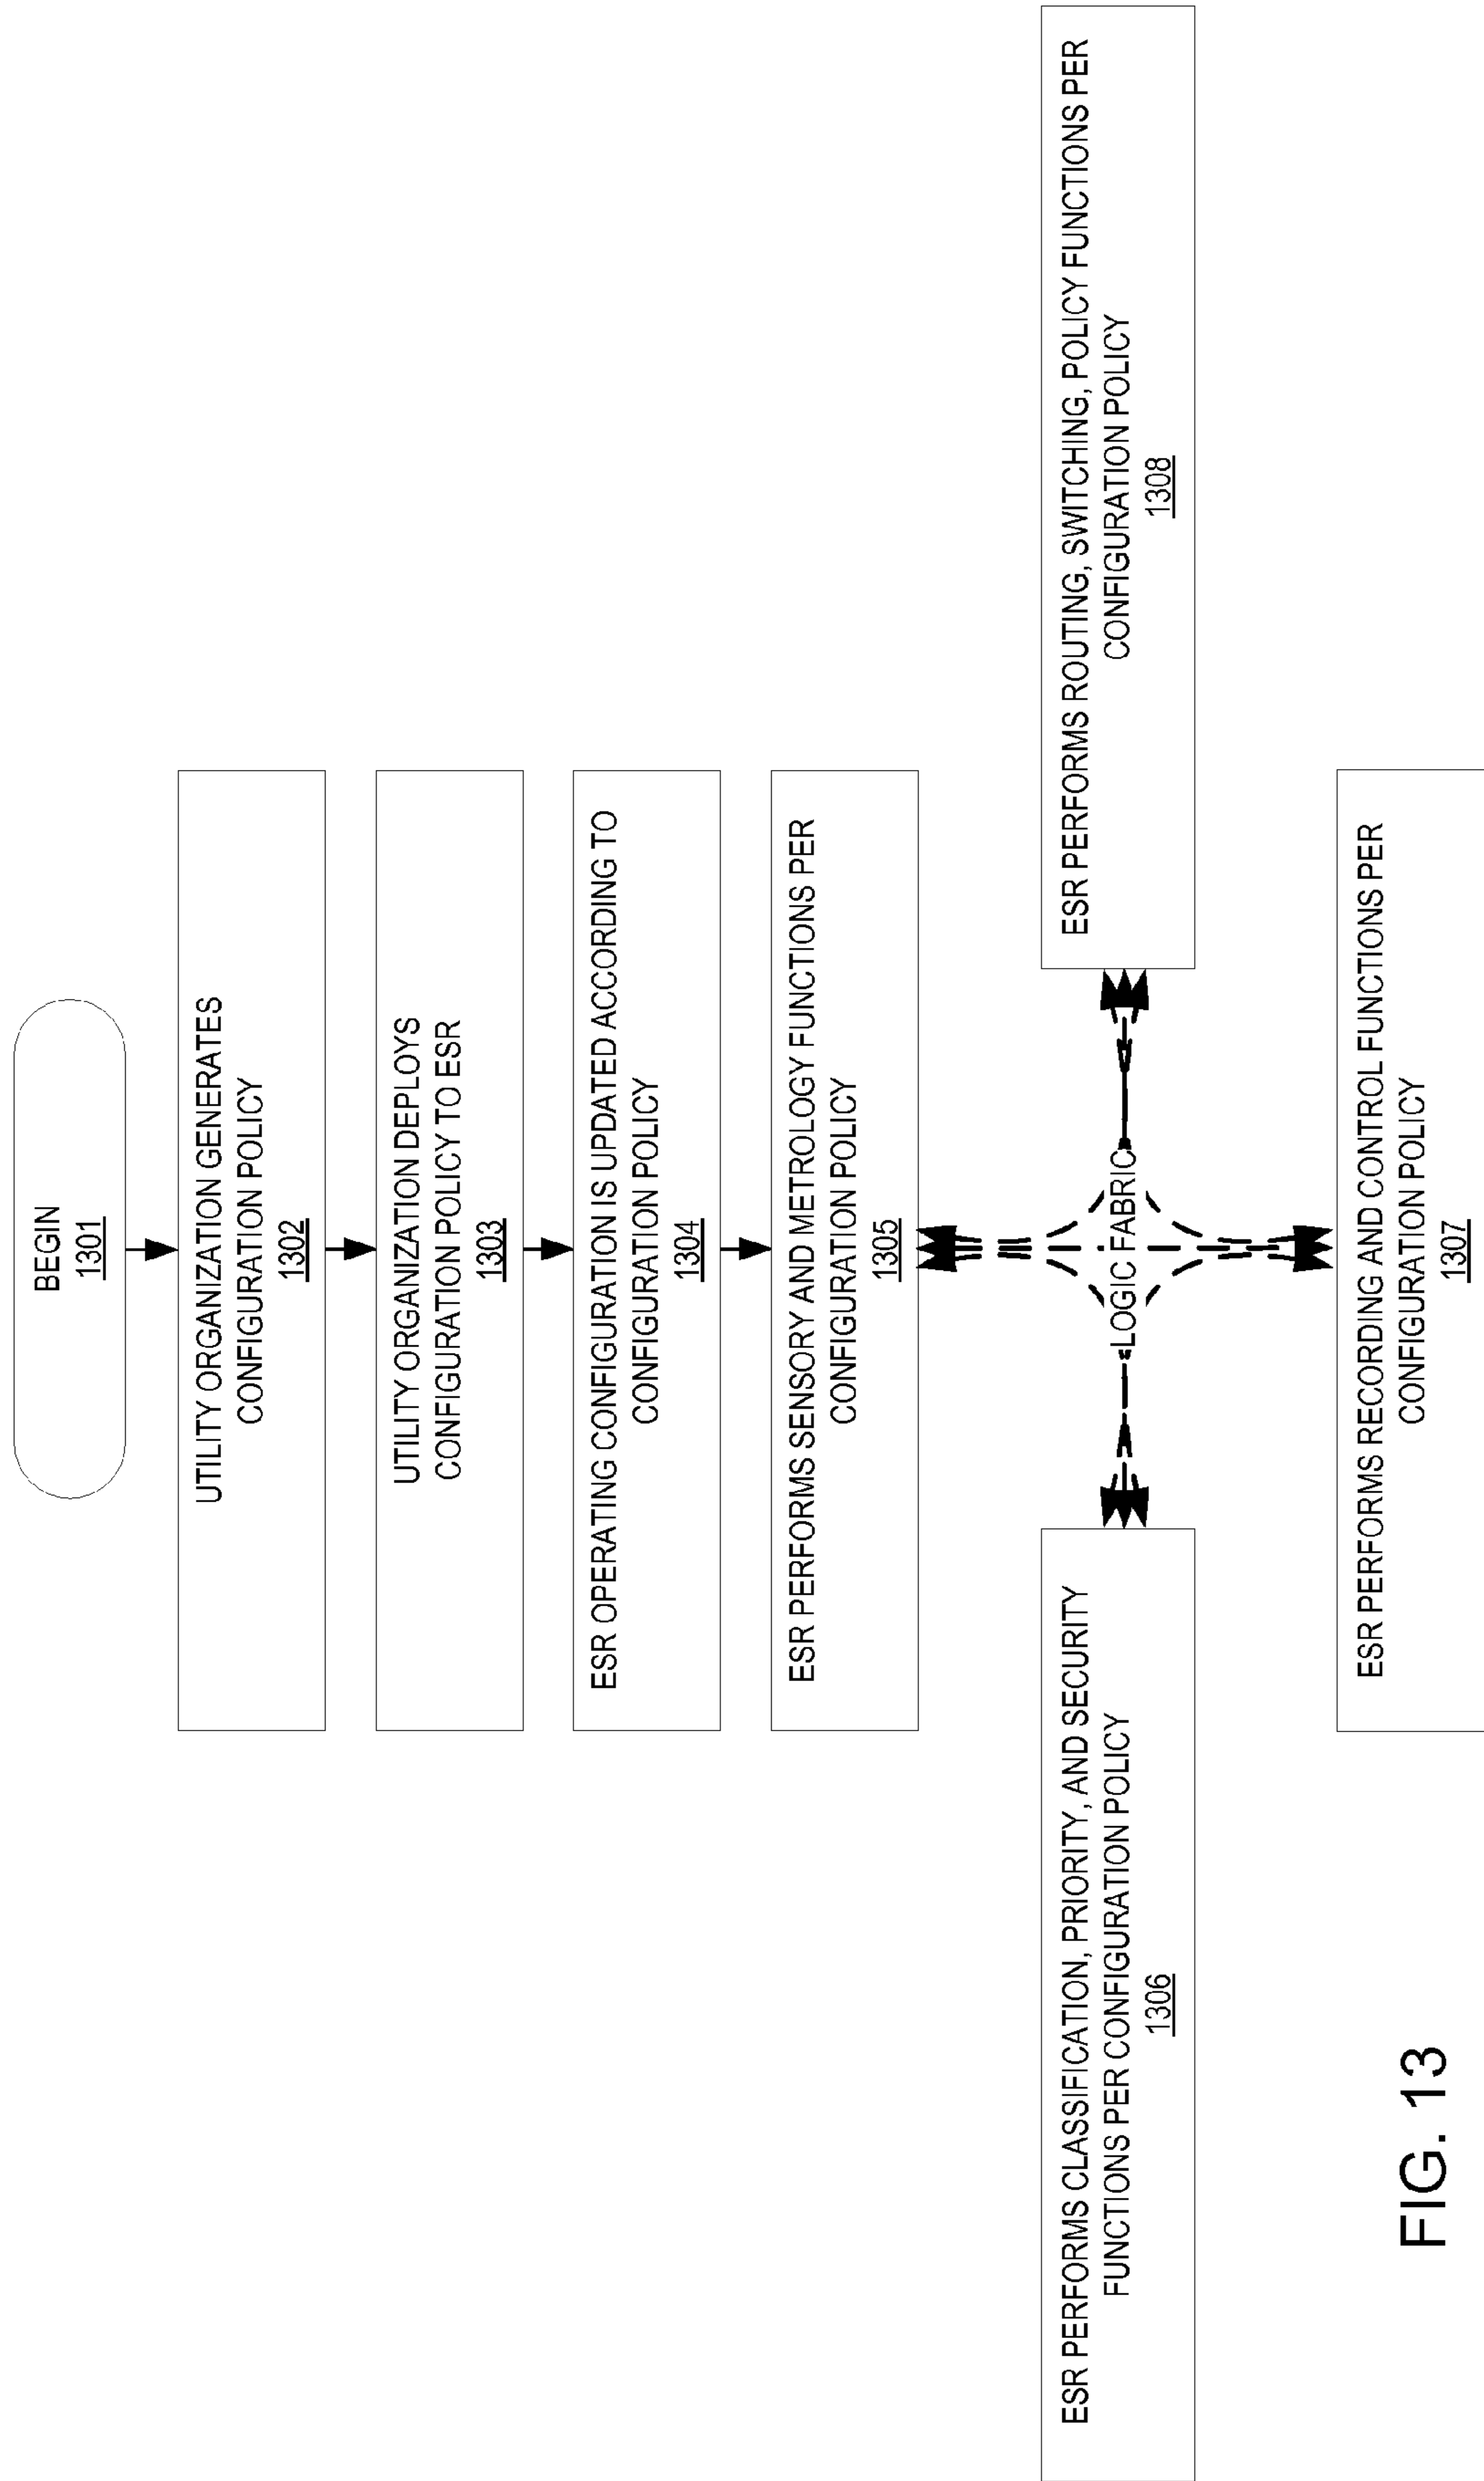 BEGIN
1301
UTILITY ORGANIZATION GENERATES
CONFIGURATION POLICY
1302
UTILITY ORGANIZATION DEPLOYS
CONFIGURATION POLICY TO ESR
1303
ESR OPERATING CONFIGURATION IS UPDATED ACCORDING TO
CONFIGURATION POLICY
1304
ESR PERFORMS SENSORY AND METROLOGY FUNCTIONS PER
CONFIGURATION POLICY
1305
ESR PERFORMS CLASSIFICATION, PRIORITY, AND SECURITY
FUNCTIONS PER CONFIGURATION POLICY
1306
LOGIC FABRIC
ESR PERFORMS ROUTING, SWITCHING, POLICY FUNCTIONS PER
CONFIGURATION POLICY
1308
ESR PERFORMS RECORDING AND CONTROL FUNCTIONS PER
CONFIGURATION POLICY
1307
FIG. 13